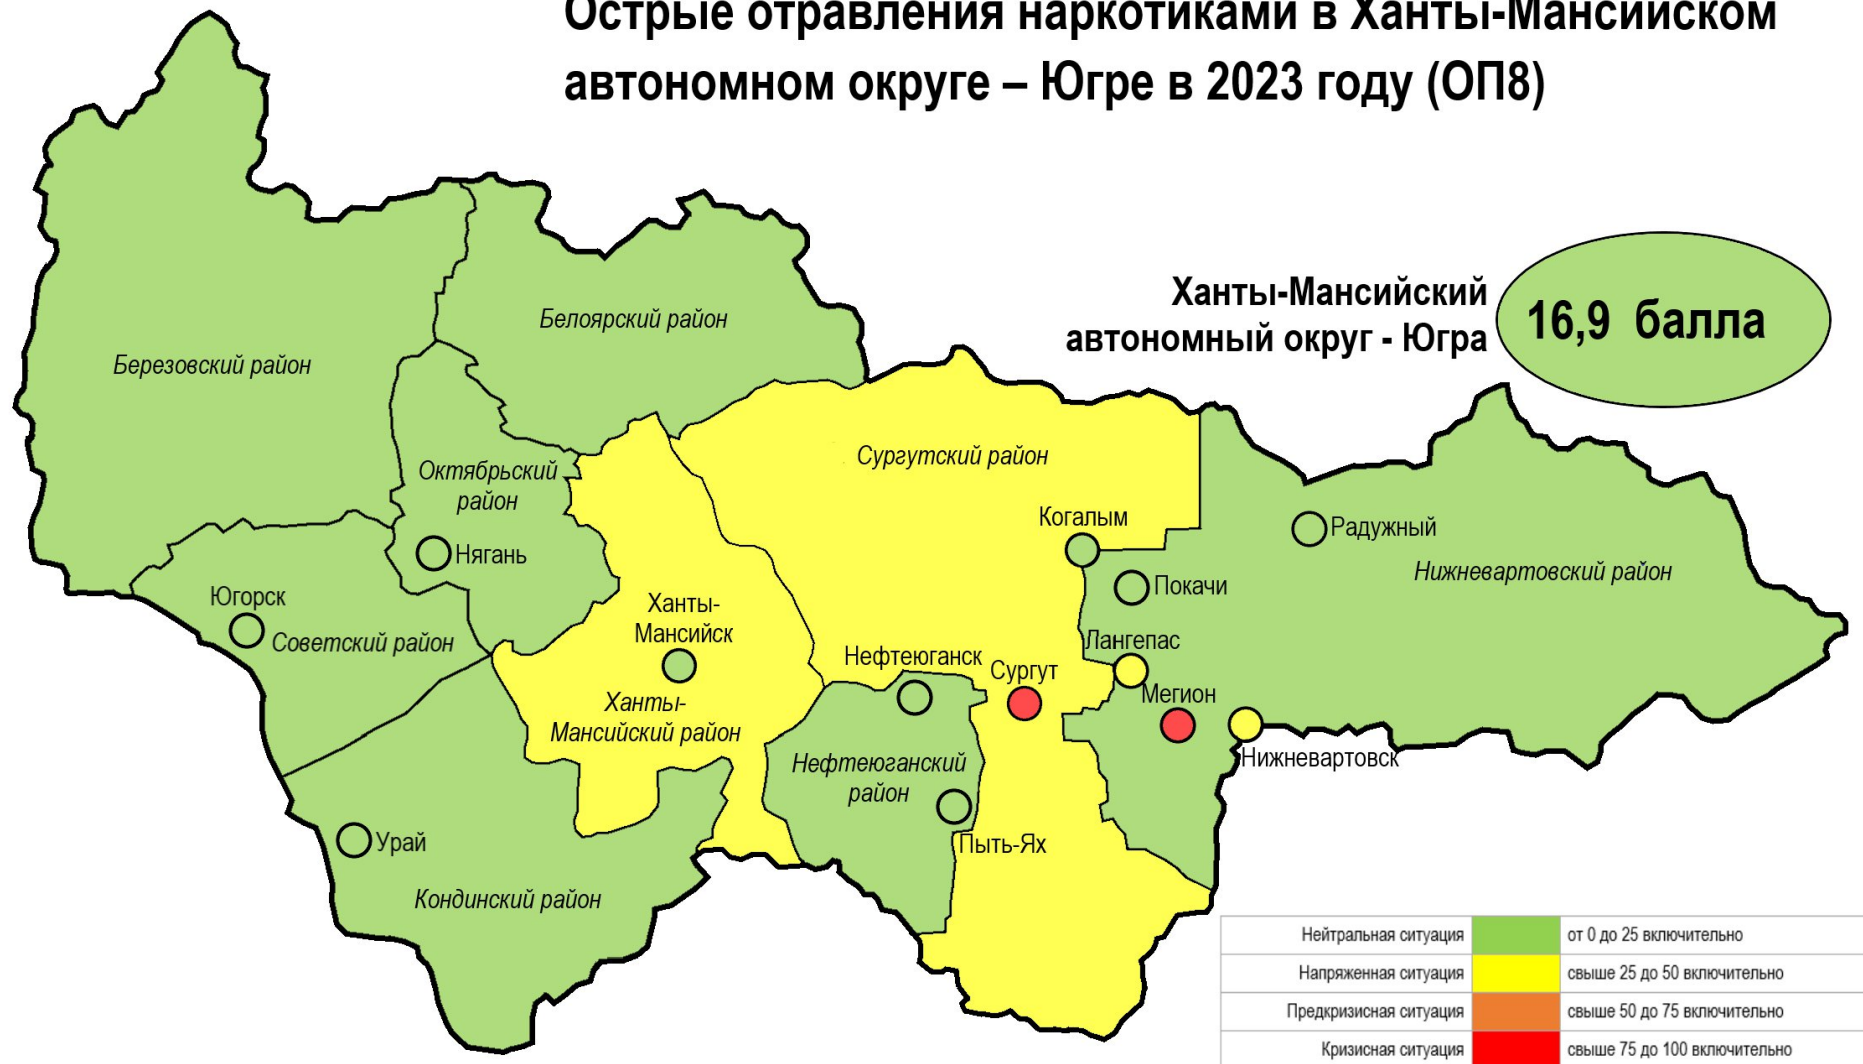 Острые отравления наркотиками в Ханты-Мансийском
автономном округе – Югре в 2023 году (ОП8)
Ханты-Мансийский
автономный округ - Югра
16,9 балла
Белоярский район
Березовский район
Сургутский район
Октябрьский
район
Когалым
Радужный
Нягань
Нижневартовский район
Покачи
Югорск
Ханты-
Мансийск
Советский район
Лангепас
Нефтеюганск
Сургут
Мегион
Ханты-
Мансийский район
Нижневартовск
Нефтеюганский
район
Урай
Пыть-Ях
Кондинский район
Нейтральная ситуация от 0 до 25 включительно
Напряженная ситуация свыше 25 до 50 включительно
Предкризисная ситуация свыше 50 до 75 включительно
Кризисная ситуация свыше 75 до 100 включительно